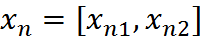 xₙ = [xₙ₁, xₙ₂]